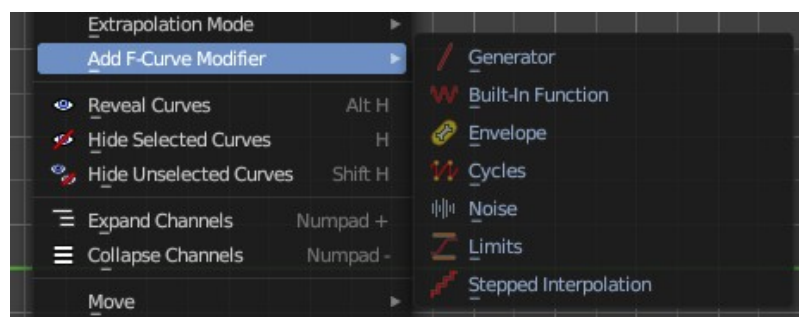 Extrapolation Mode
Add F-Curve Modifier
Reveal Curves Alt H
Hide Selected Curves H
Hide Unselected Curves Shift H
Expand Channels Numpad +
Collapse Channels Numpad -
Move
Generator
Built-In Function
Envelope
Cycles
Noise
Limits
Stepped Interpolation